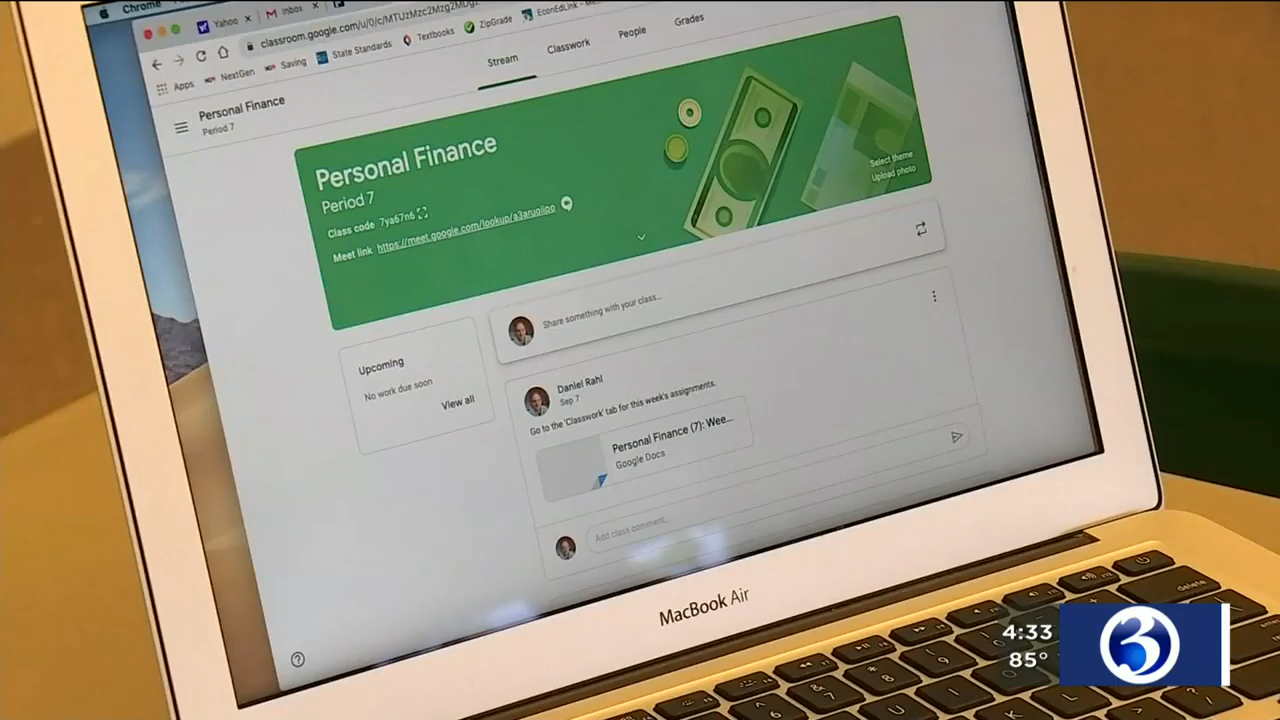 Chrome
Yahoo
Inbox
classroom.google.com/u/0/c/MTUzMzc2Mzg2MDg
Apps
NextGen
Saving
State Standards
Textbooks
ZipGrade
EconEdLink
Personal Finance
Period 7
Stream
Classwork
People
Grades
Personal Finance
Period 7
Class code 7ya67n6
Meet link https://meet.google.com/lookup/a3aruolipo
Select theme
Upload photo
Upcoming
No work due soon
View all
Share something with your class...
Daniel Rahl
Sep 7
Go to the 'Classwork' tab for this week's assignments.
Personal Finance (7): Wee...
Google Docs
Add class comment...
MacBook Air
delete
4:33
85°
3